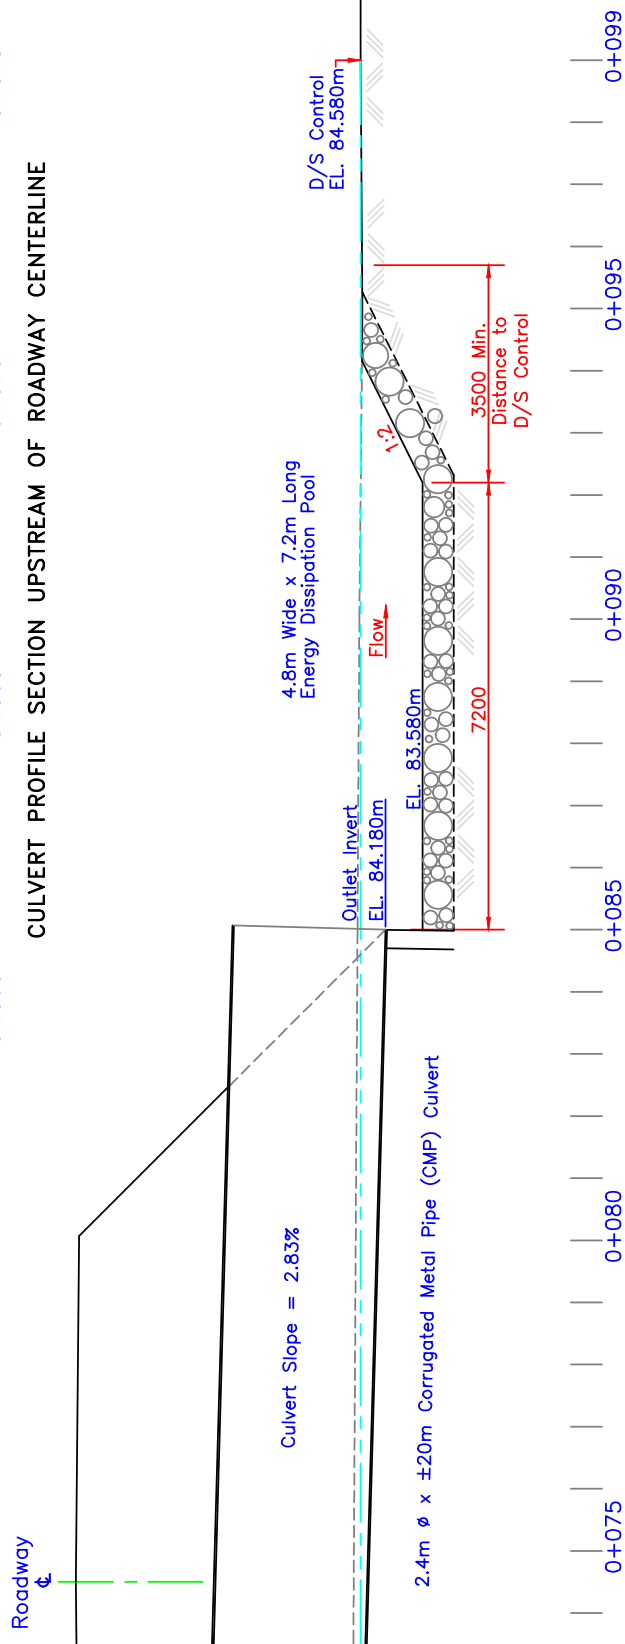 CULVERT PROFILE SECTION UPSTREAM OF ROADWAY CENTERLINE
Roadway
℄
Culvert Slope = 2.83%
2.4m ø x ±20m Corrugated Metal Pipe (CMP) Culvert
Outlet Invert
EL. 84.180m
EL. 83.580m
Flow
4.8m Wide x 7.2m Long
Energy Dissipation Pool
7200
1:2
3500 Min.
Distance to
D/S Control
D/S Control
EL. 84.580m
0+075
0+080
0+085
0+090
0+095
0+099